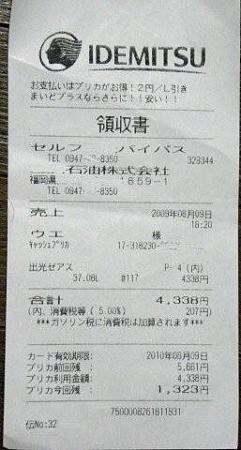 IDEMITSU
お支払いはプリカがお得!2円/L引き
まいどプラスならさらに!!安い!!
領収書
セルフ バイパス
TEL 0947- -8350 329344
石油株式会社
福岡県 859-1
TEL 0947- -8350
売上 2009年08月09日
18:20
ウエ 様
キャッシュプリカ 17-318230-
出光ゼアス P- 4(内)
37.08L @117 4338円
合計 4,338円
(内、消費税等( 5.00%) 207円)
***ガソリン税に消費税は加算されます***
カード有効期限: 2010年08月09日
プリカ前回残: 5,661円
プリカ利用金額: 4,338円
プリカ今回残: 1,323円
7500008261811831
伝No:32